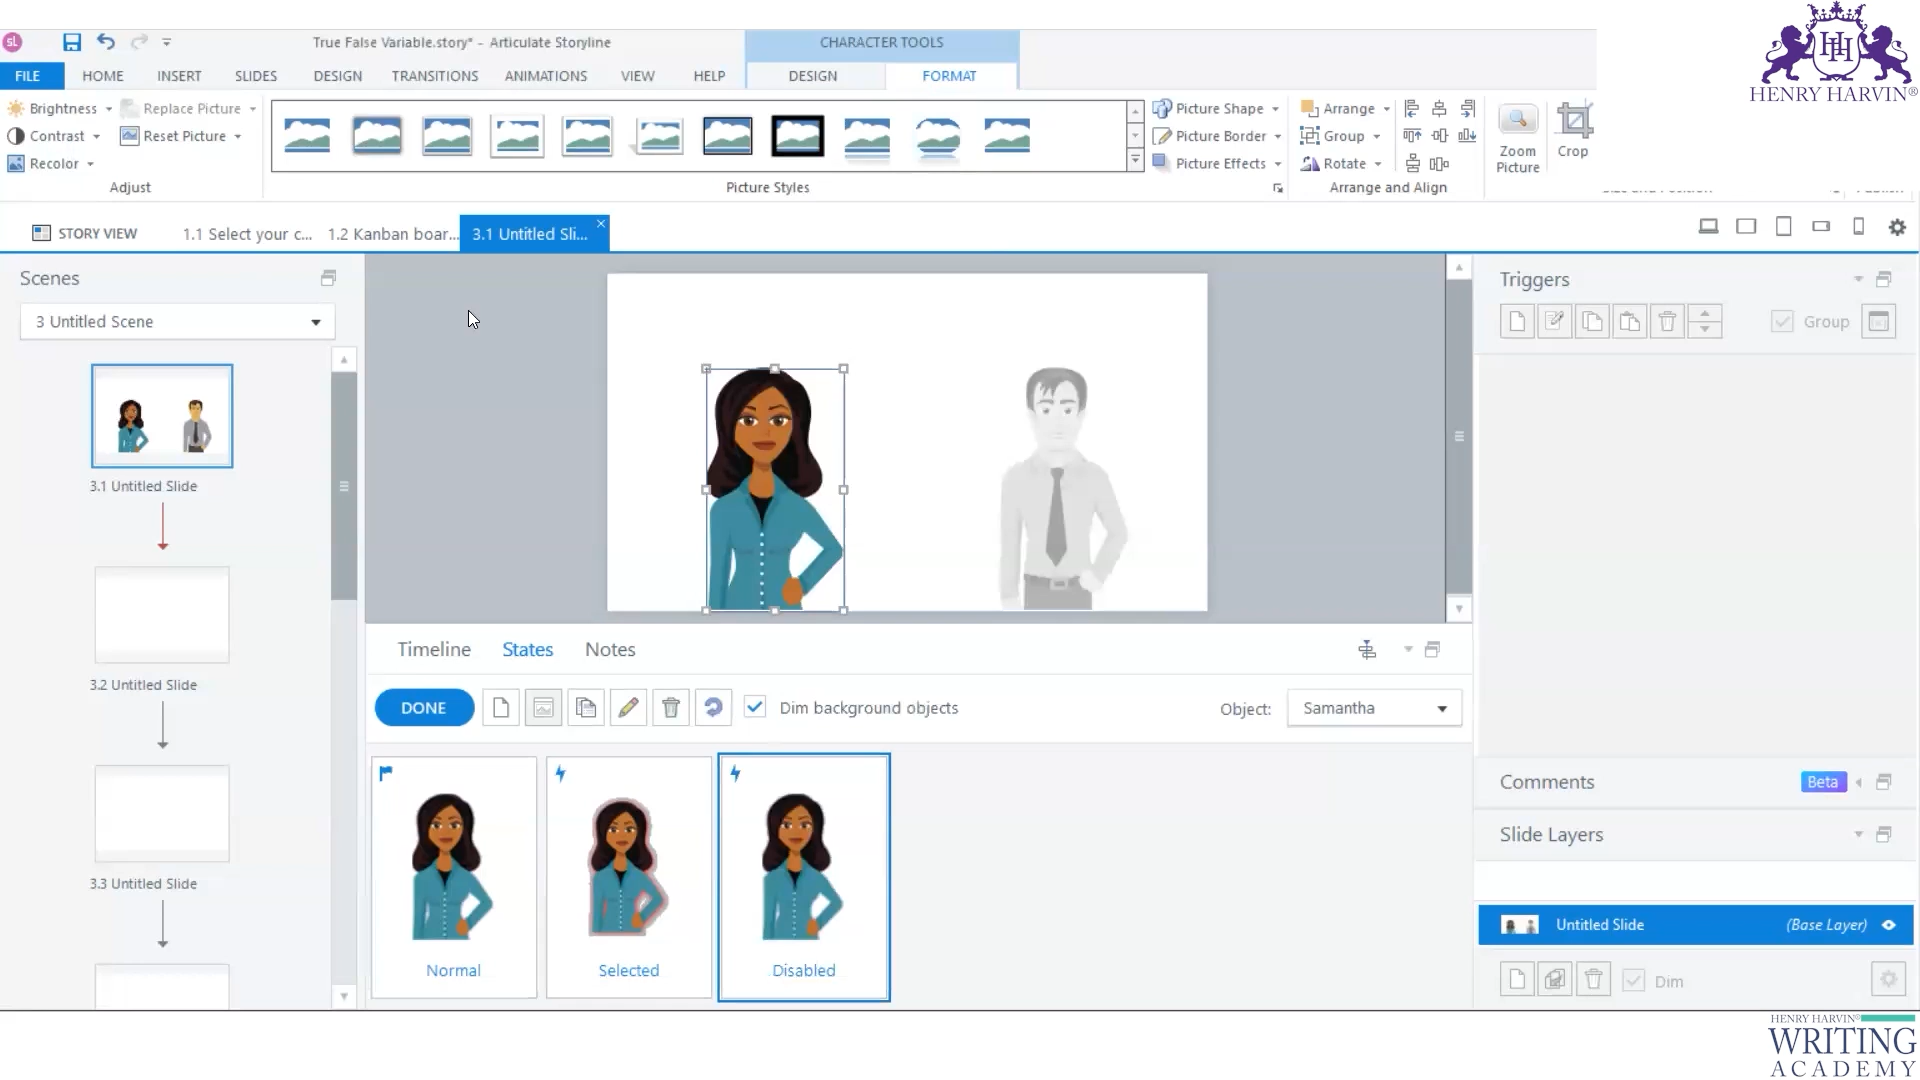 HENRY HARVIN®
SL
True False Variable.story* - Articulate Storyline
CHARACTER TOOLS
FILE HOME INSERT SLIDES DESIGN TRANSITIONS ANIMATIONS VIEW HELP DESIGN FORMAT
Brightness Replace Picture
Contrast Reset Picture
Recolor
Adjust
Picture Styles
Picture Shape
Picture Border
Picture Effects
Arrange
Group
Rotate
Arrange and Align
Zoom
Picture
Crop
STORY VIEW 1.1 Select your c... 1.2 Kanban boar... 3.1 Untitled Sli...
Scenes
3 Untitled Scene
3.1 Untitled Slide
3.2 Untitled Slide
3.3 Untitled Slide
Timeline States Notes
DONE Dim background objects Object: Samantha
Normal Selected Disabled
Triggers
Group
Comments Beta
Slide Layers
Untitled Slide (Base Layer)
Dim
HENRY HARVIN®
WRITING
ACADEMY